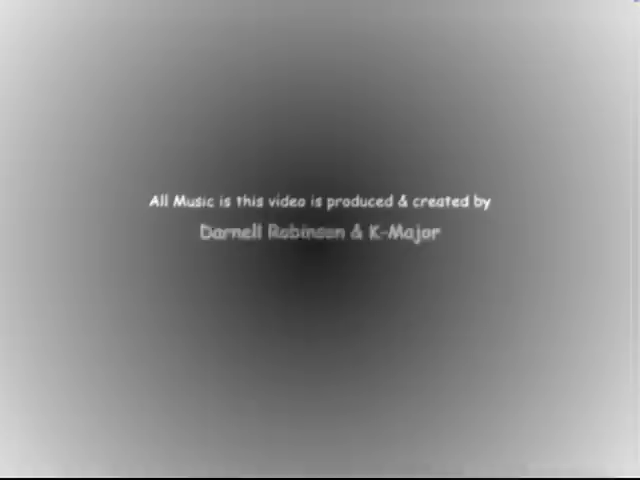 All Music is this video is produced & created by
Darnell Robinson & K-Major